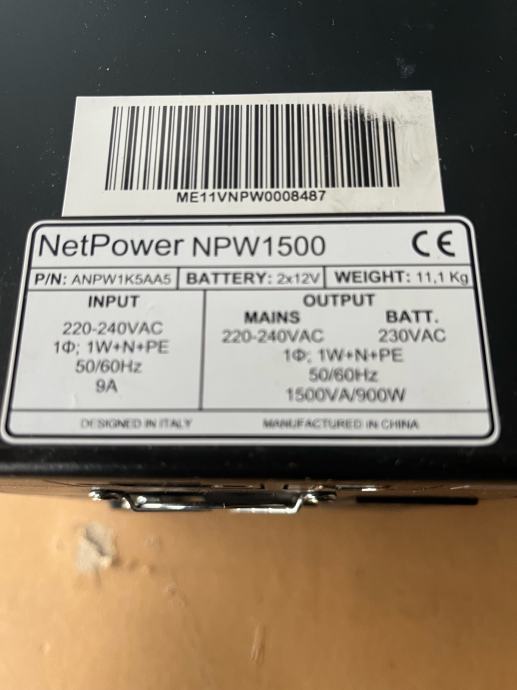 ME11VNPW0008487
NetPower NPW1500 CE
P/N: ANPW1K5AA5 BATTERY: 2x12V WEIGHT: 11,1 Kg
INPUT
220-240VAC
1Φ; 1W+N+PE
50/60Hz
9A
OUTPUT
MAINS BATT.
220-240VAC 230VAC
1Φ; 1W+N+PE
50/60Hz
1500VA/900W
DESIGNED IN ITALY MANUFACTURED IN CHINA